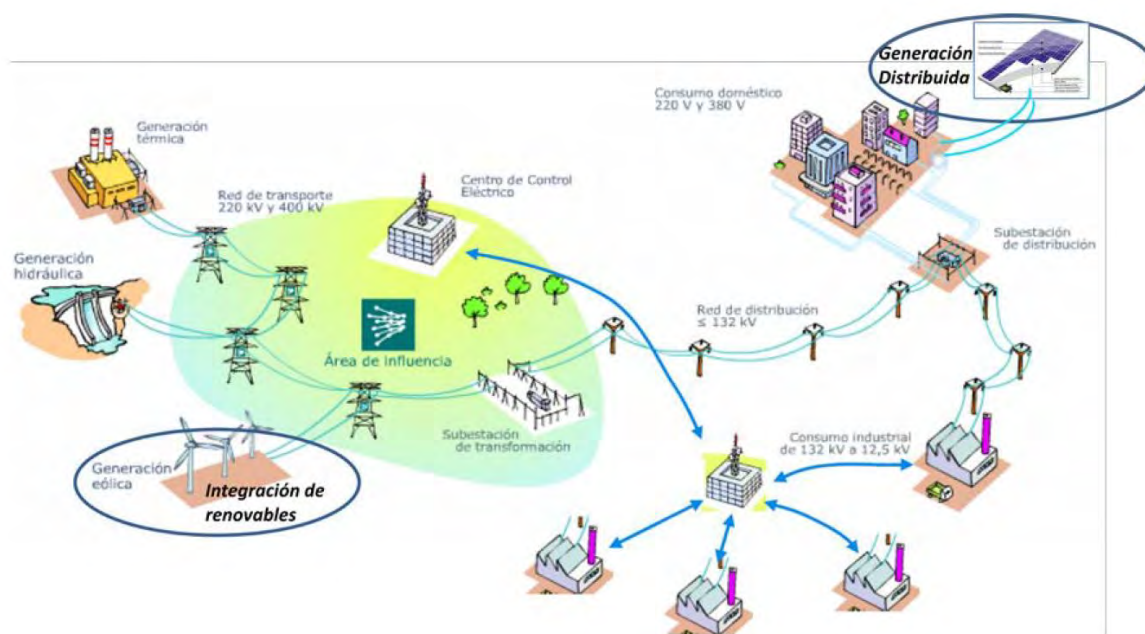 Generación
Distribuida
Consumo doméstico
220 V y 380 V
Generación
térmica
Centro de Control
Eléctrico
Red de transporte
220 kV y 400 kV
Subestación
de distribución
Generación
hidráulica
Red de distribución
≤ 132 kV
Área de influencia
Subestación
de transformación
Consumo industrial
de 132 kV a 12,5 kV
Generación
eólica
Integración de
renovables